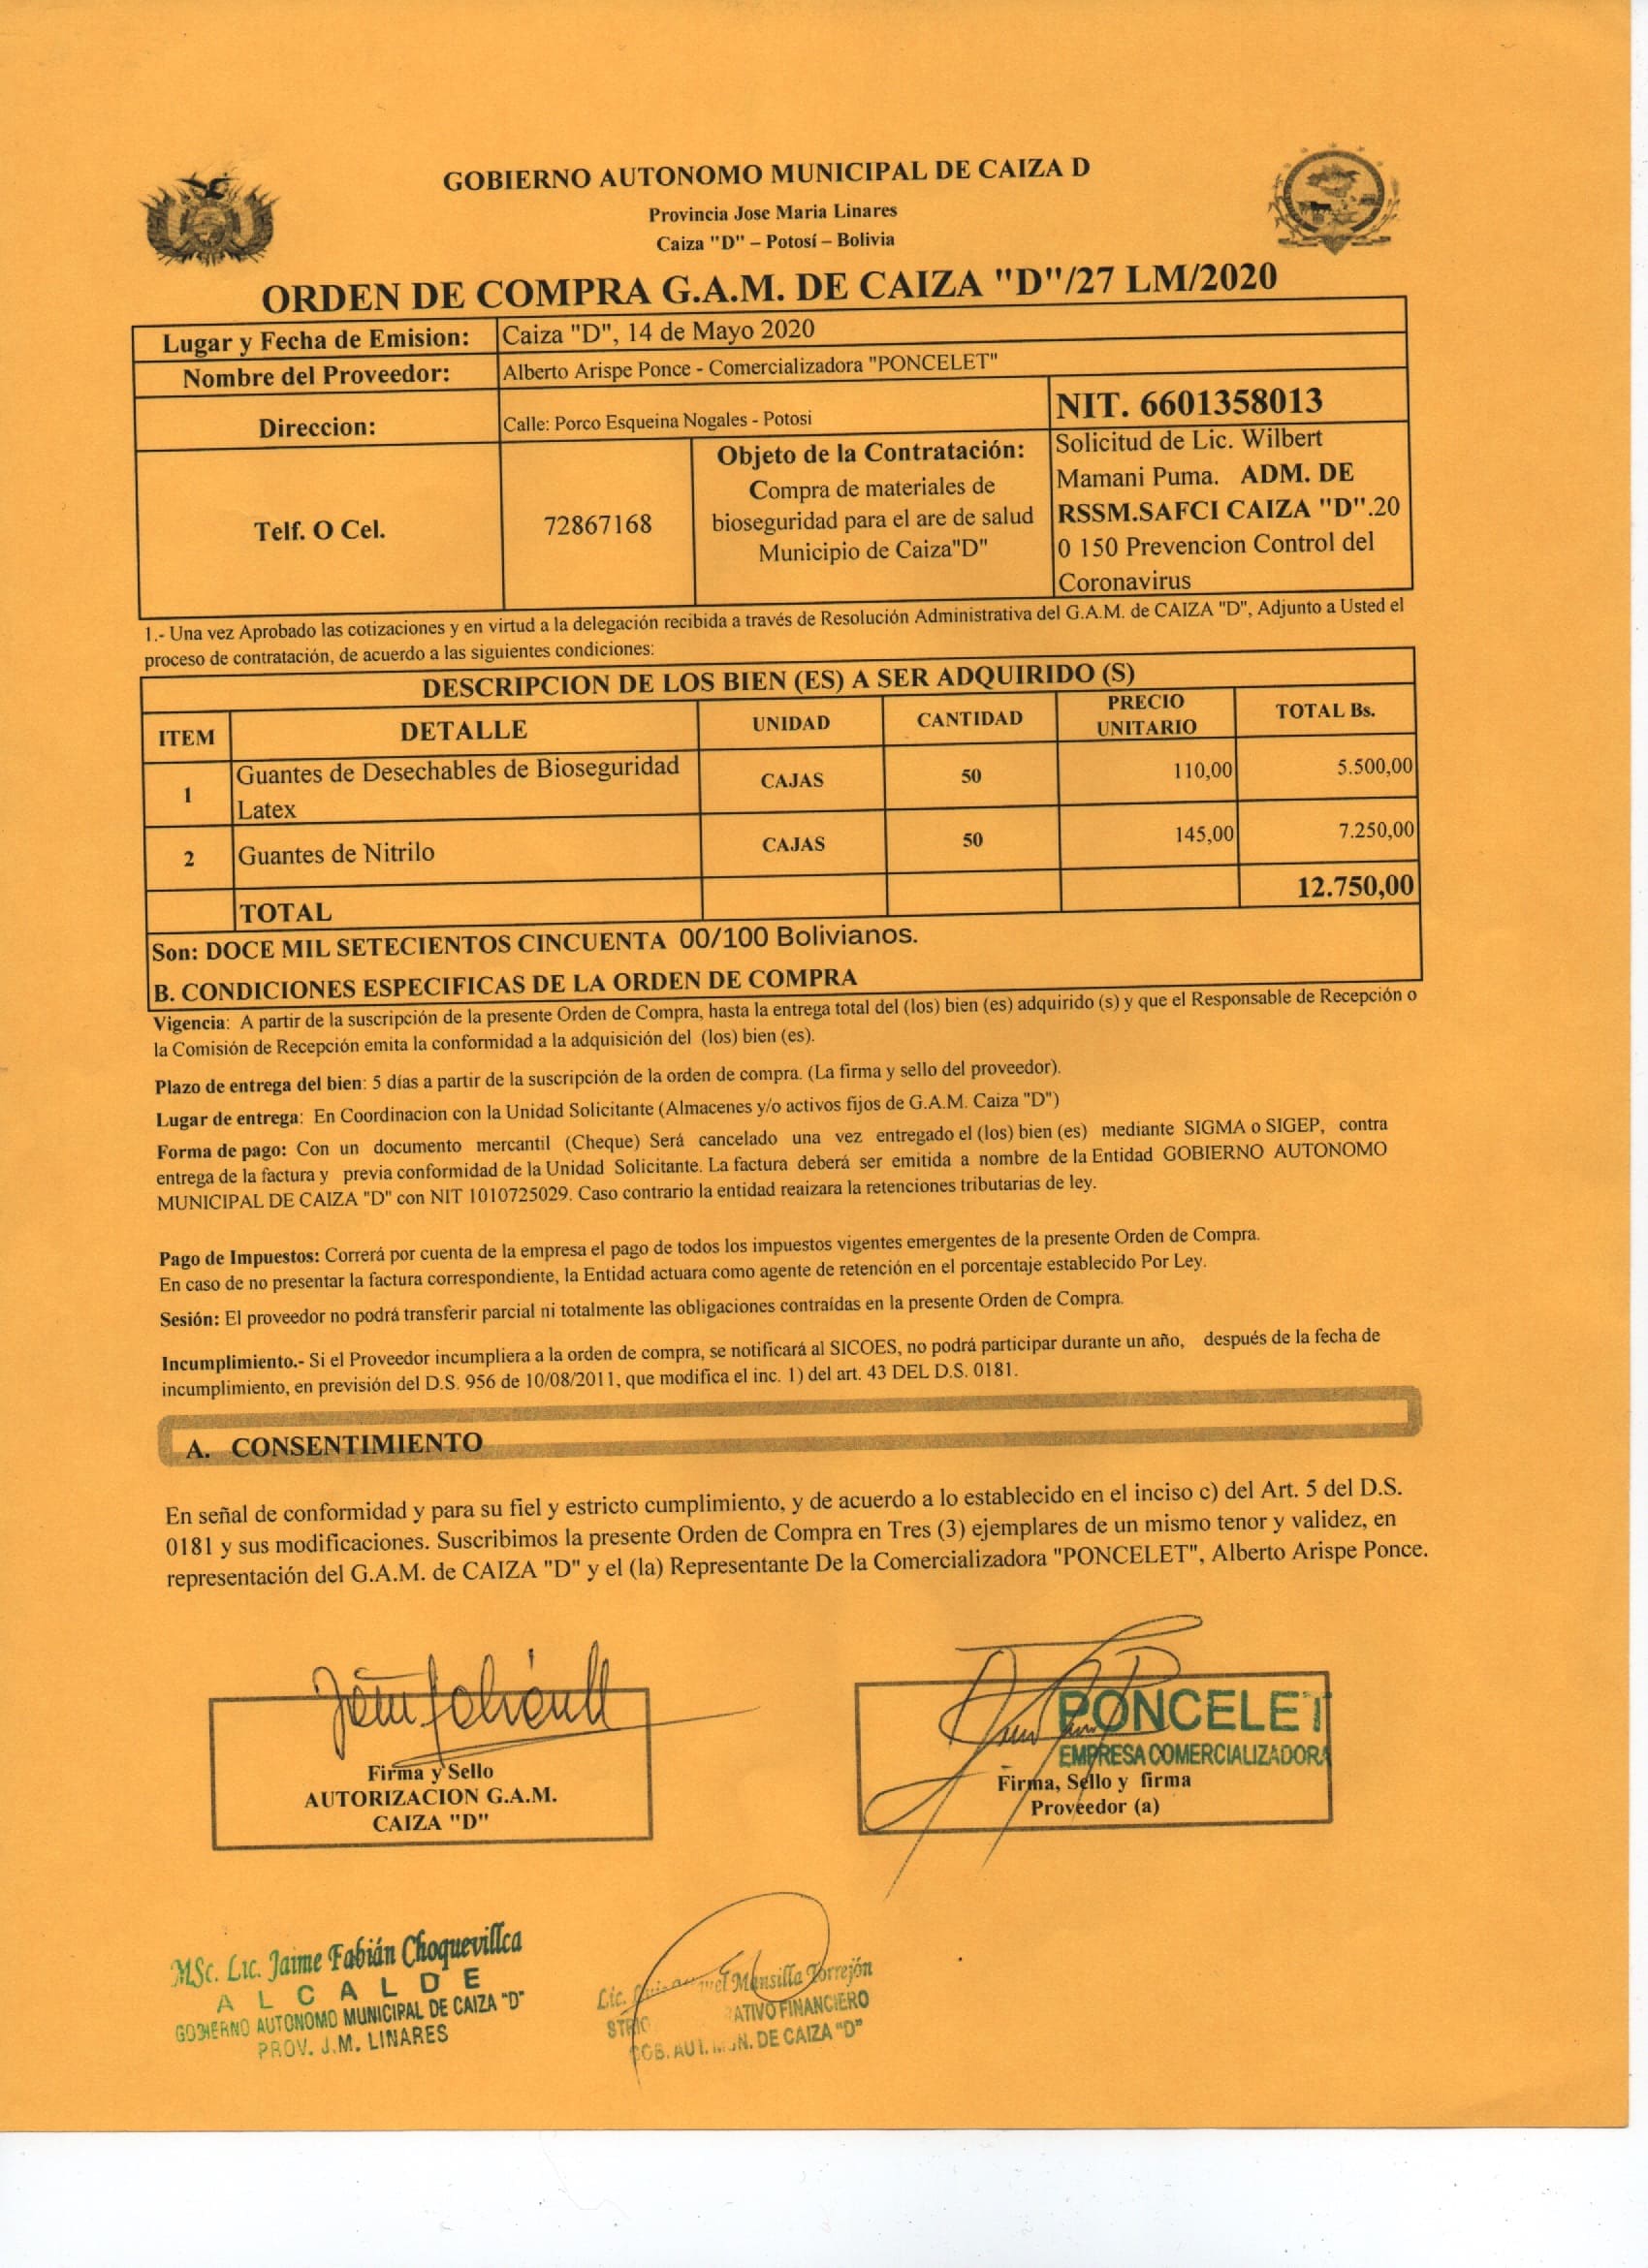 GOBIERNO AUTONOMO MUNICIPAL DE CAIZA D
Provincia Jose Maria Linares
Caiza "D" – Potosí – Bolivia
ORDEN DE COMPRA G.A.M. DE CAIZA "D"/27 LM/2020
Lugar y Fecha de Emision: Caiza "D", 14 de Mayo 2020
Nombre del Proveedor: Alberto Arispe Ponce - Comercializadora "PONCELET"
Direccion: Calle: Porco Esqueina Nogales - Potosi NIT. 6601358013
Telf. O Cel. 72867168
Objeto de la Contratación:
Compra de materiales de
bioseguridad para el are de salud
Municipio de Caiza"D"
Solicitud de Lic. Wilbert
Mamani Puma. ADM. DE
RSSM.SAFCI CAIZA "D".20
0 150 Prevencion Control del
Coronavirus
1.- Una vez Aprobado las cotizaciones y en virtud a la delegación recibida a través de Resolución Administrativa del G.A.M. de CAIZA "D", Adjunto a Usted el
proceso de contratación, de acuerdo a las siguientes condiciones:
DESCRIPCION DE LOS BIEN (ES) A SER ADQUIRIDO (S)
ITEM DETALLE UNIDAD CANTIDAD PRECIO UNITARIO TOTAL Bs.
1 Guantes de Desechables de Bioseguridad Latex CAJAS 50 110,00 5.500,00
2 Guantes de Nitrilo CAJAS 50 145,00 7.250,00
TOTAL 12.750,00
Son: DOCE MIL SETECIENTOS CINCUENTA 00/100 Bolivianos.
B. CONDICIONES ESPECIFICAS DE LA ORDEN DE COMPRA
Vigencia: A partir de la suscripción de la presente Orden de Compra, hasta la entrega total del (los) bien (es) adquirido (s) y que el Responsable de Recepción o
la Comisión de Recepción emita la conformidad a la adquisición del (los) bien (es).
Plazo de entrega del bien: 5 días a partir de la suscripción de la orden de compra. (La firma y sello del proveedor).
Lugar de entrega: En Coordinacion con la Unidad Solicitante (Almacenes y/o activos fijos de G.A.M. Caiza "D")
Forma de pago: Con un documento mercantil (Cheque) Será cancelado una vez entregado el (los) bien (es) mediante SIGMA o SIGEP, contra
entrega de la factura y previa conformidad de la Unidad Solicitante. La factura deberá ser emitida a nombre de la Entidad GOBIERNO AUTONOMO
MUNICIPAL DE CAIZA "D" con NIT 1010725029. Caso contrario la entidad reaizara la retenciones tributarias de ley.
Pago de Impuestos: Correrá por cuenta de la empresa el pago de todos los impuestos vigentes emergentes de la presente Orden de Compra.
En caso de no presentar la factura correspondiente, la Entidad actuara como agente de retención en el porcentaje establecido Por Ley.
Sesión: El proveedor no podrá transferir parcial ni totalmente las obligaciones contraídas en la presente Orden de Compra.
Incumplimiento.- Si el Proveedor incumpliera a la orden de compra, se notificará al SICOES, no podrá participar durante un año, después de la fecha de
incumplimiento, en previsión del D.S. 956 de 10/08/2011, que modifica el inc. 1) del art. 43 DEL D.S. 0181.
A. CONSENTIMIENTO
En señal de conformidad y para su fiel y estricto cumplimiento, y de acuerdo a lo establecido en el inciso c) del Art. 5 del D.S.
0181 y sus modificaciones. Suscribimos la presente Orden de Compra en Tres (3) ejemplares de un mismo tenor y validez, en
representación del G.A.M. de CAIZA "D" y el (la) Representante De la Comercializadora "PONCELET", Alberto Arispe Ponce.
Firma y Sello
AUTORIZACION G.A.M.
CAIZA "D"
PONCELET
EMPRESA COMERCIALIZADORA
Firma, Sello y firma
Proveedor (a)
MSc. Lic. Jaime Fabián Choquevillca
ALCALDE
GOBIERNO AUTONOMO MUNICIPAL DE CAIZA "D"
PROV. J.M. LINARES
Lic. Mansilla Torrejón
FINANCIERO
GOB. AUT. MUN. DE CAIZA "D"